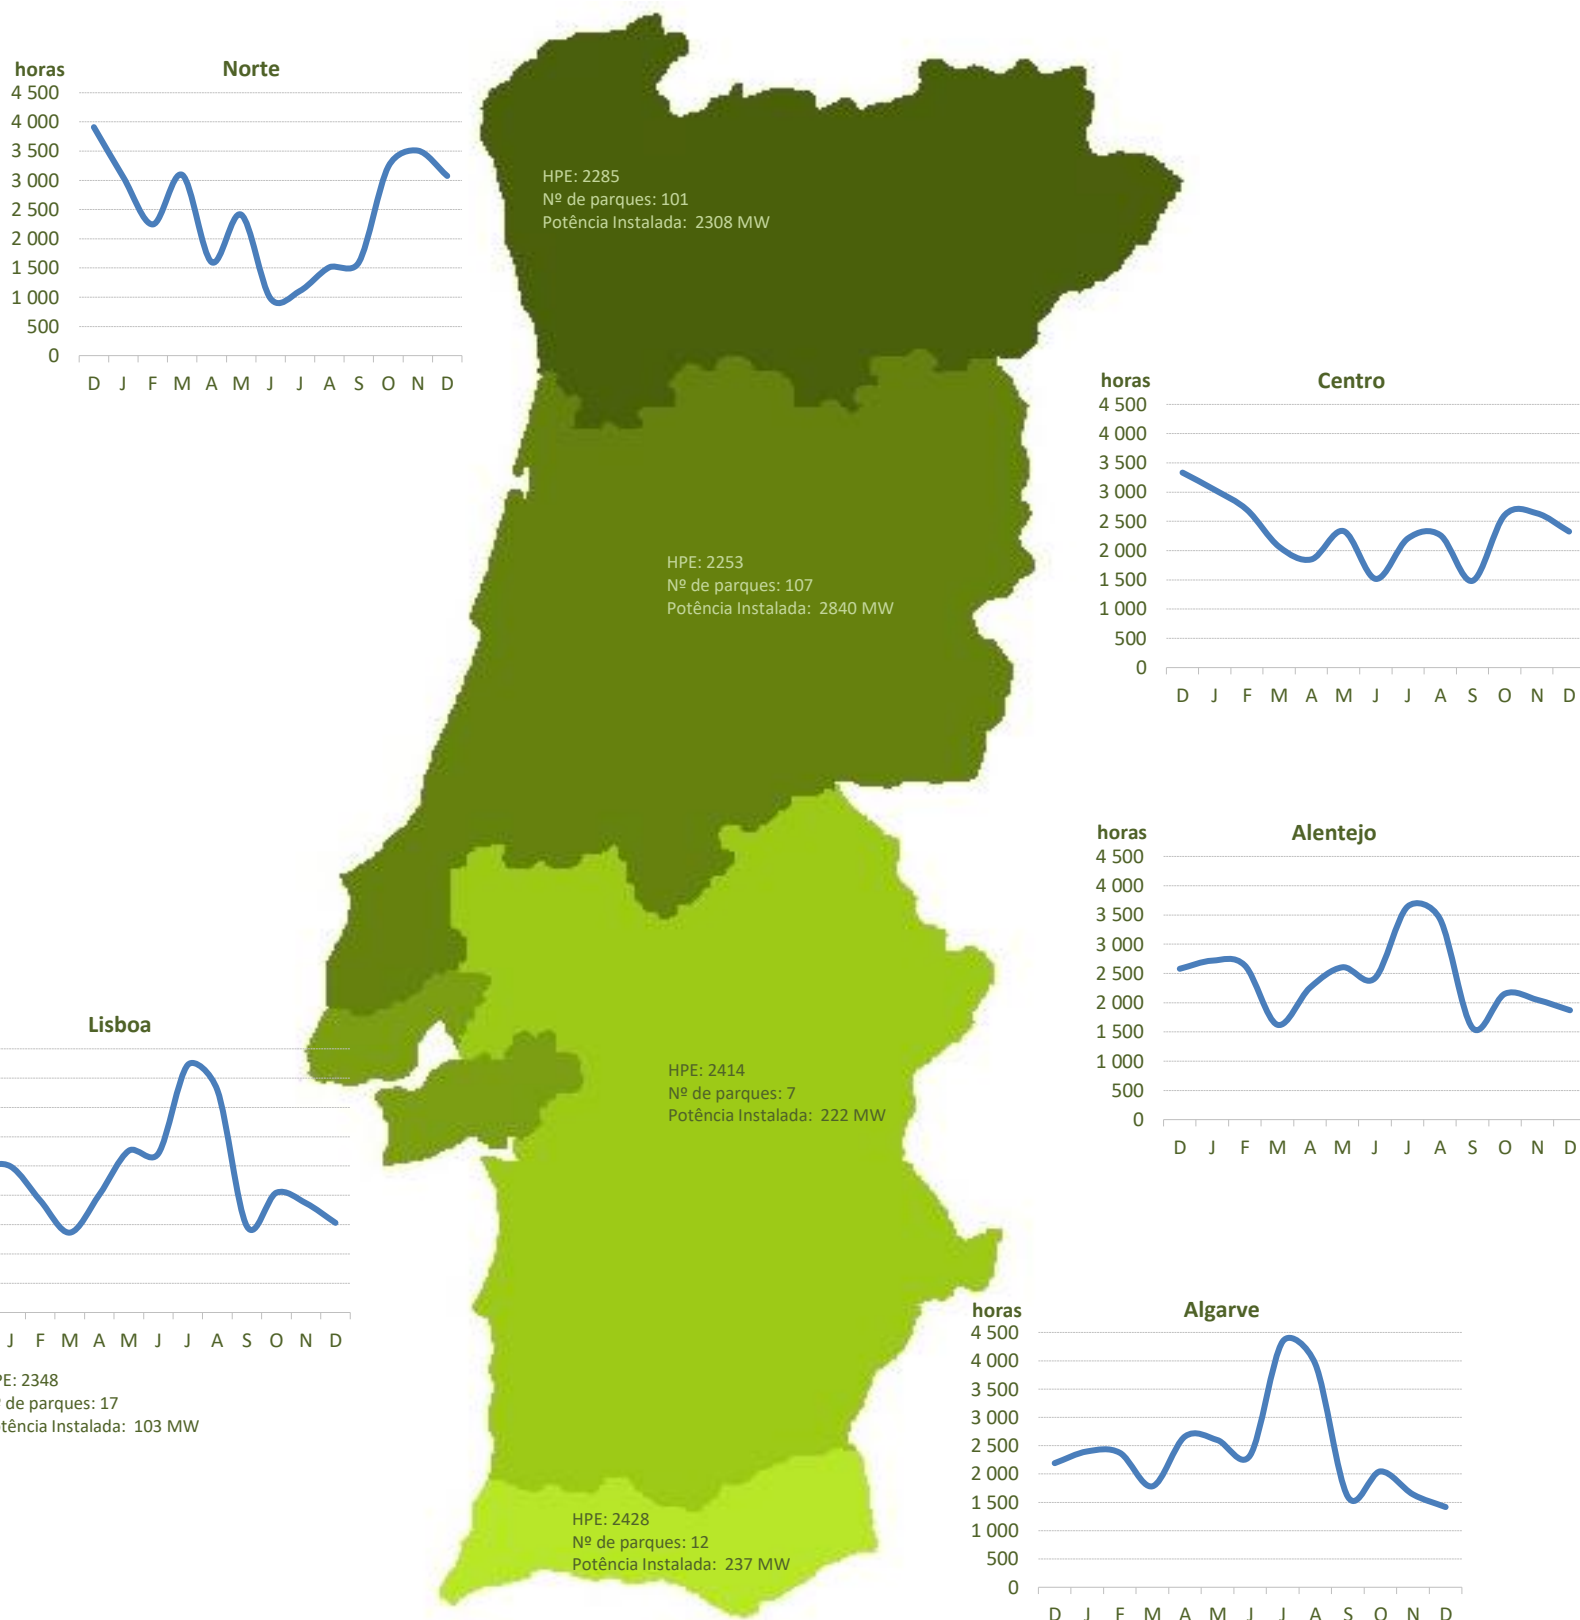 horas
Norte
4 500
4 000
3 500
3 000
2 500
2 000
1 500
1 000
500
0
D J F M A M J J A S O N D
HPE: 2285
Nº de parques: 101
Potência Instalada: 2308 MW
horas
Centro
4 500
4 000
3 500
3 000
2 500
2 000
1 500
1 000
500
0
D J F M A M J J A S O N D
HPE: 2253
Nº de parques: 107
Potência Instalada: 2840 MW
horas
Alentejo
4 500
4 000
3 500
3 000
2 500
2 000
1 500
1 000
500
0
D J F M A M J J A S O N D
Lisboa
J F M A M J J A S O N D
PE: 2348
º de parques: 17
tência Instalada: 103 MW
HPE: 2414
Nº de parques: 7
Potência Instalada: 222 MW
horas
Algarve
4 500
4 000
3 500
3 000
2 500
2 000
1 500
1 000
500
0
D J F M A M J J A S O N D
HPE: 2428
Nº de parques: 12
Potência Instalada: 237 MW